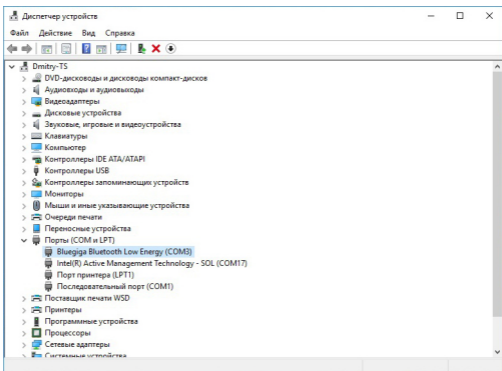 Диспетчер устройств
Файл Действие Вид Справка
Dmitry-TS
DVD-дисководы и дисководы компакт-дисков
Аудиовходы и аудиовыходы
Видеоадаптеры
Дисковые устройства
Звуковые, игровые и видеоустройства
Клавиатуры
Компьютер
Контроллеры IDE ATA/ATAPI
Контроллеры USB
Контроллеры запоминающих устройств
Мониторы
Мыши и иные указывающие устройства
Очереди печати
Переносные устройства
Порты (COM и LPT)
Bluegiga Bluetooth Low Energy (COM3)
Intel(R) Active Management Technology - SOL (COM17)
Порт принтера (LPT1)
Последовательный порт (COM1)
Поставщик печати WSD
Принтеры
Программные устройства
Процессоры
Сетевые адаптеры
Системные устройства